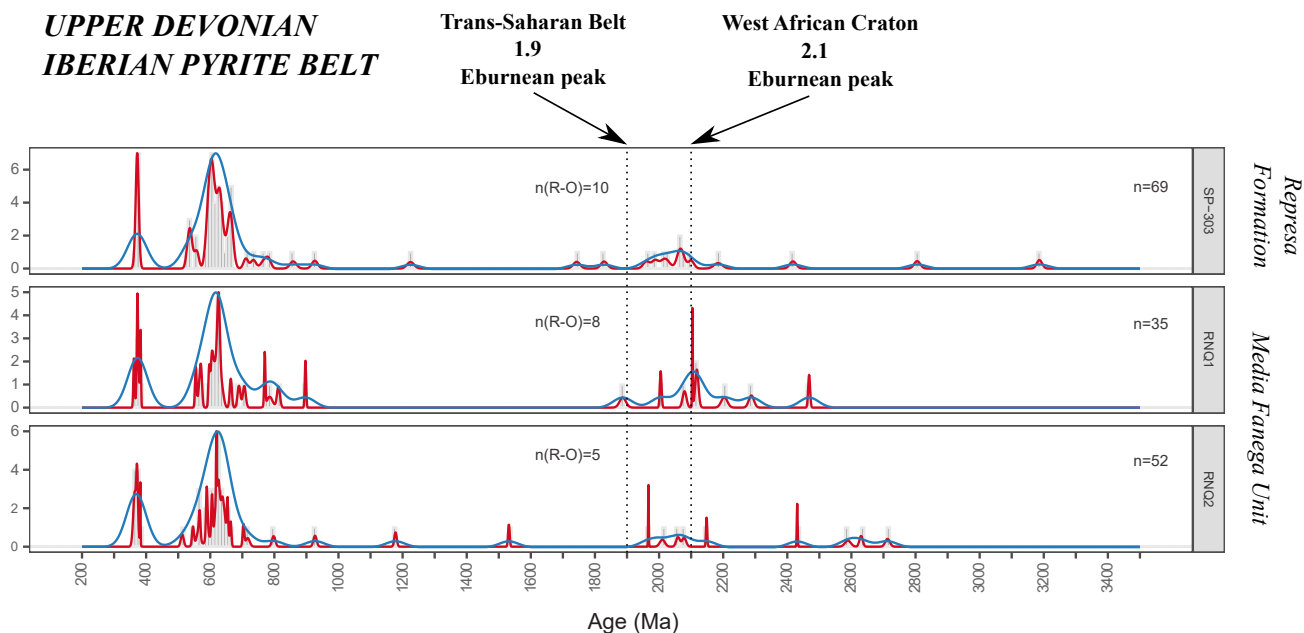 UPPER DEVONIAN
IBERIAN PYRITE BELT
Trans-Saharan Belt
1.9
Eburnean peak
West African Craton
2.1
Eburnean peak
6
4
2
0
n(R-O)=10
n=69
SP-303
Represa
Formation
5
4
3
2
1
0
n(R-O)=8
n=35
RNQ1
Media Fanega Unit
6
4
2
0
n(R-O)=5
n=52
RNQ2
200
400
600
800
1000
1200
1400
1600
1800
2000
2200
2400
2600
2800
3000
3200
3400
Age (Ma)